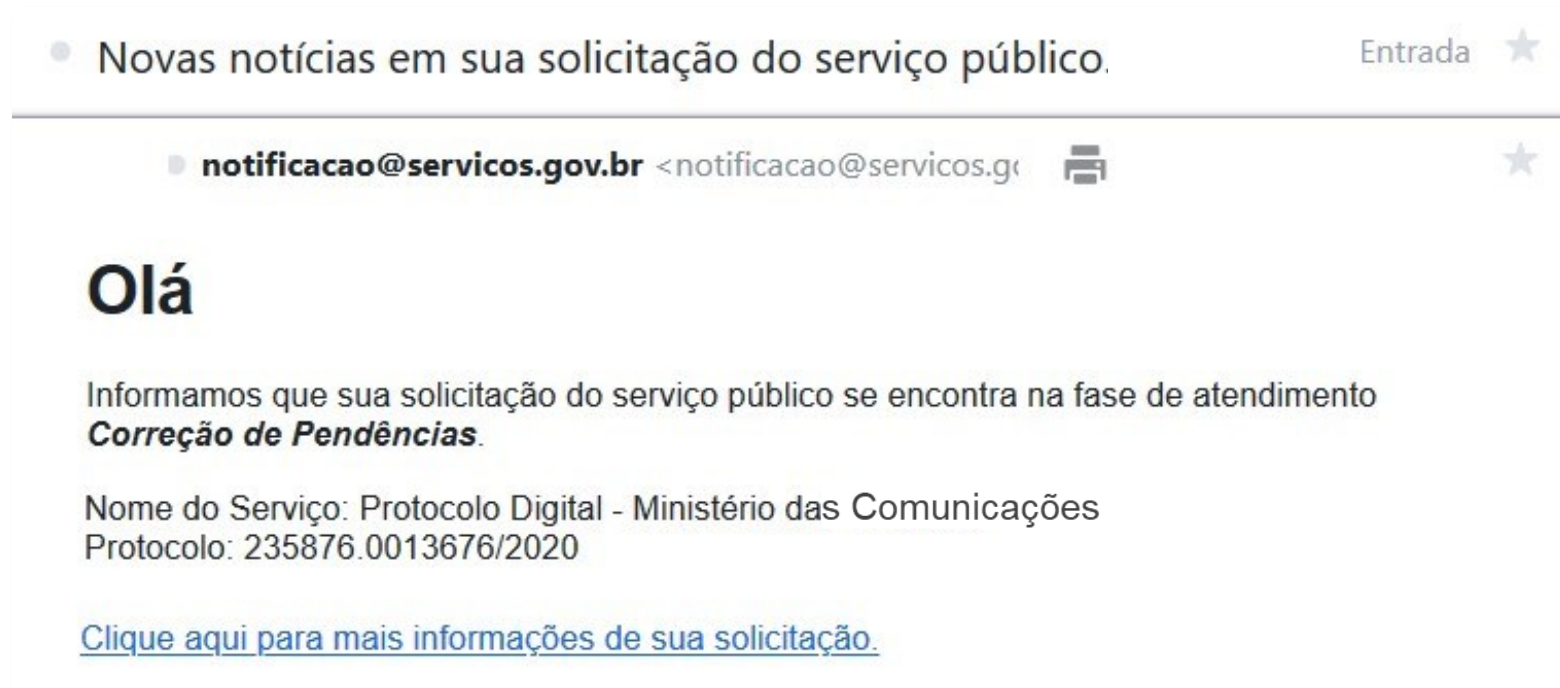 Novas notícias em sua solicitação do serviço público.
Entrada
notificacao@servicos.gov.br <notificacao@servicos.g
Olá
Informamos que sua solicitação do serviço público se encontra na fase de atendimento
Correção de Pendências.
Nome do Serviço: Protocolo Digital - Ministério das Comunicações
Protocolo: 235876.0013676/2020
Clique aqui para mais informações de sua solicitação.